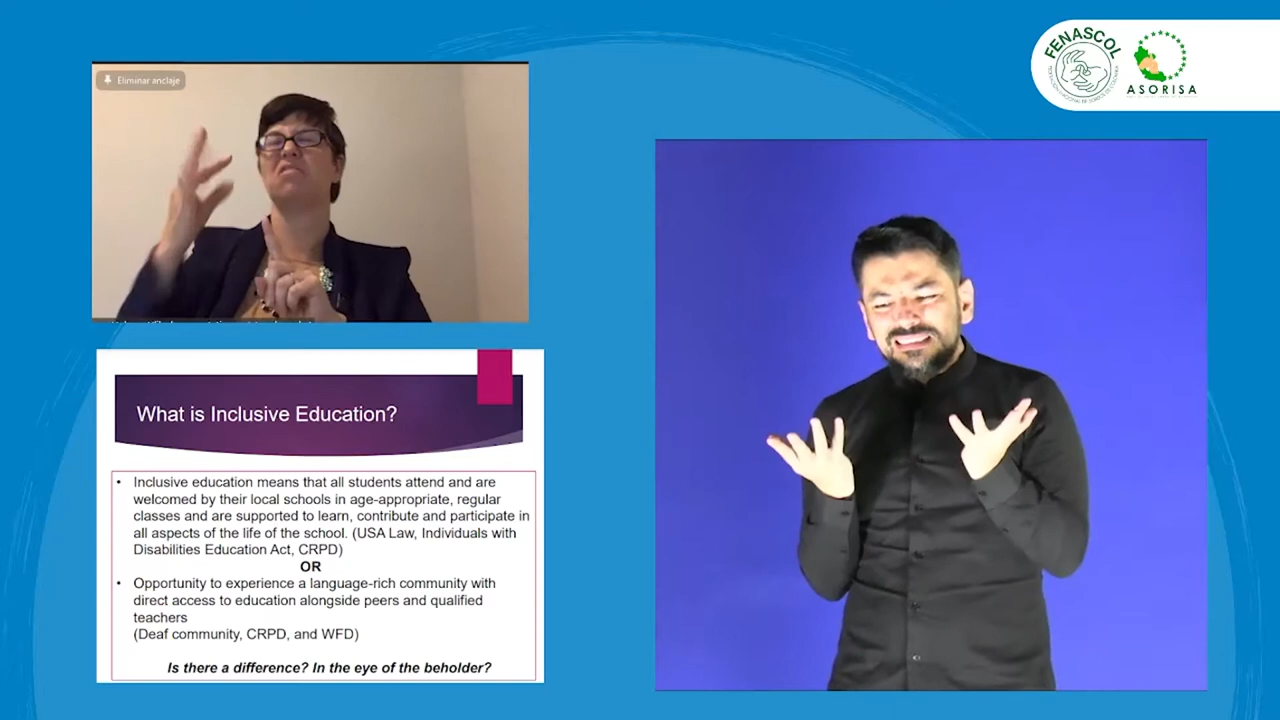 FENASCOL
ASORISA
Eliminar anclaje
What is Inclusive Education?
• Inclusive education means that all students attend and are
welcomed by their local schools in age-appropriate, regular
classes and are supported to learn, contribute and participate in
all aspects of the life of the school. (USA Law, Individuals with
Disabilities Education Act, CRPD)
OR
• Opportunity to experience a language-rich community with
direct access to education alongside peers and qualified
teachers
(Deaf community, CRPD, and WFD)
Is there a difference? In the eye of the beholder?